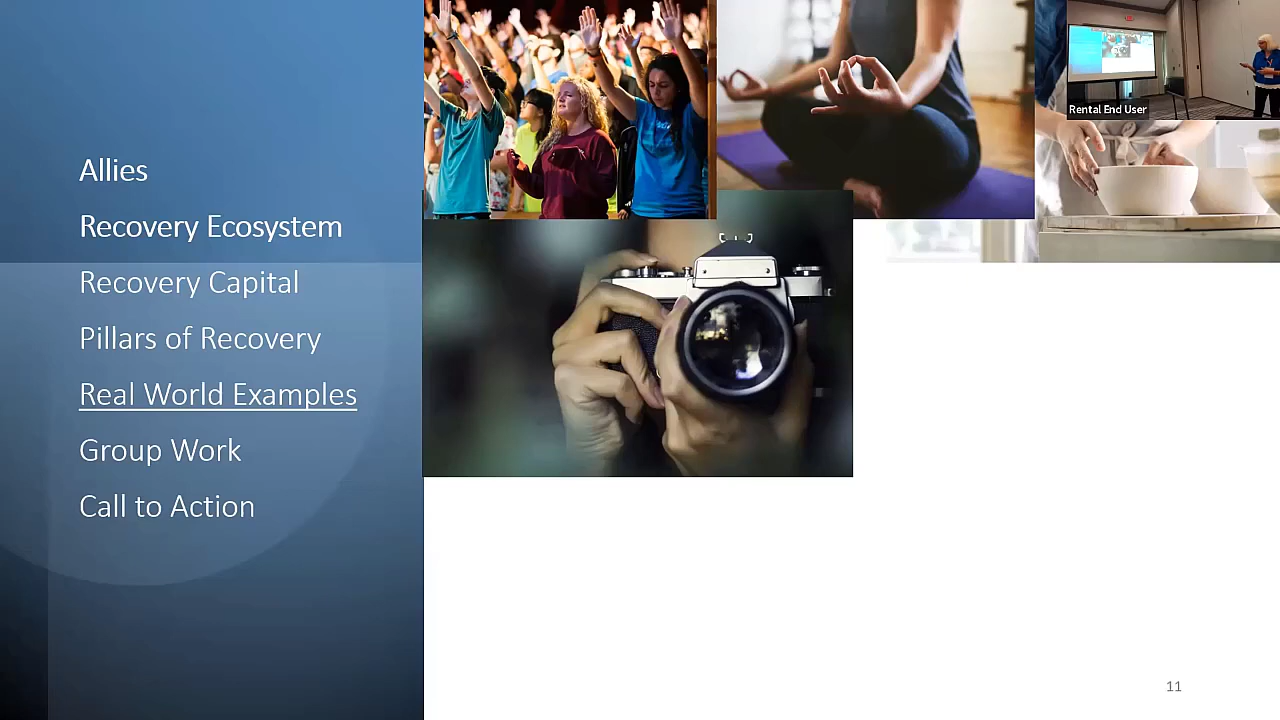 Allies
Recovery Ecosystem
Recovery Capital
Pillars of Recovery
Real World Examples
Group Work
Call to Action
Rental End User
11